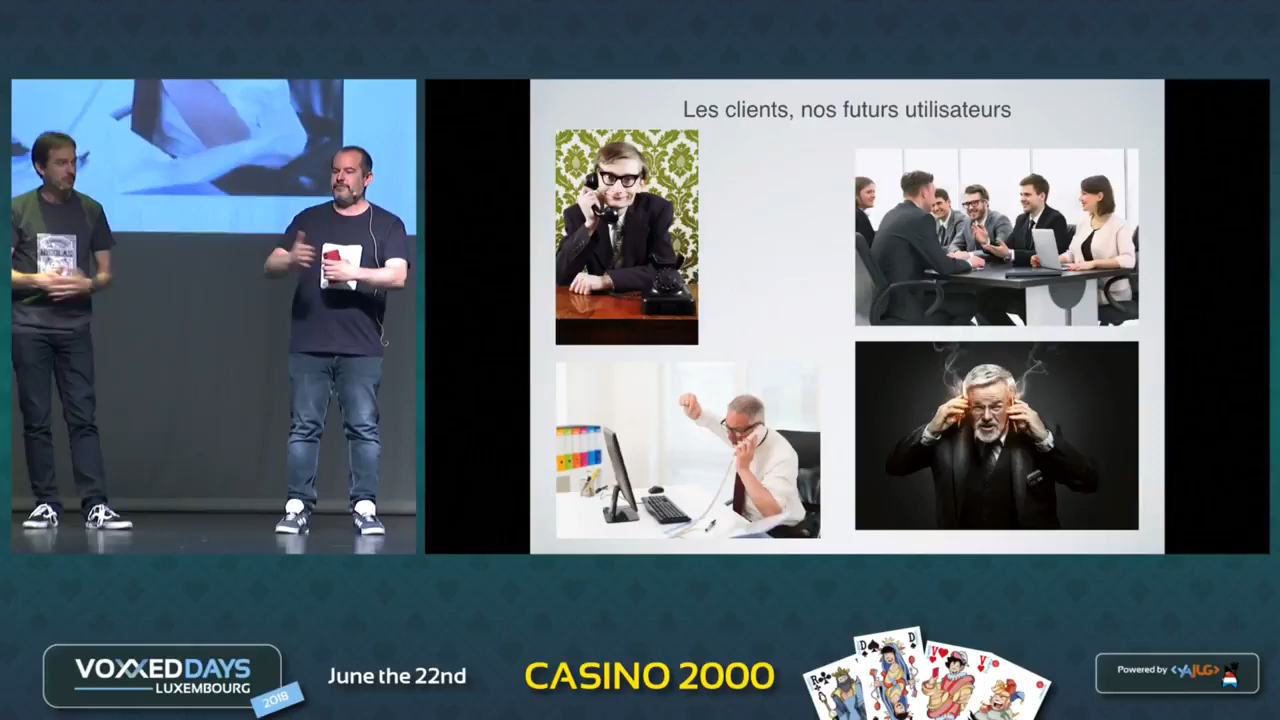 Les clients, nos futurs utilisateurs
VOXXED DAYS
LUXEMBOURG
2018
June the 22nd
CASINO 2000
D
D
V
V
R
Powered by <YAJUG>